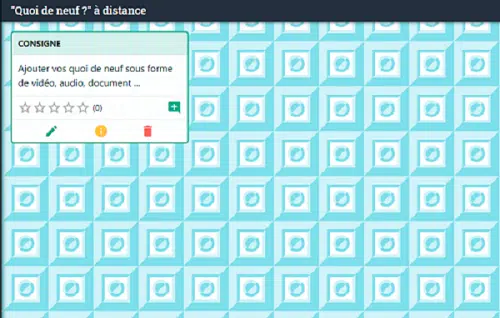 "Quoi de neuf ?" à distance
CONSIGNE
Ajouter vos quoi de neuf sous forme
de vidéo, audio, document ...
(0)